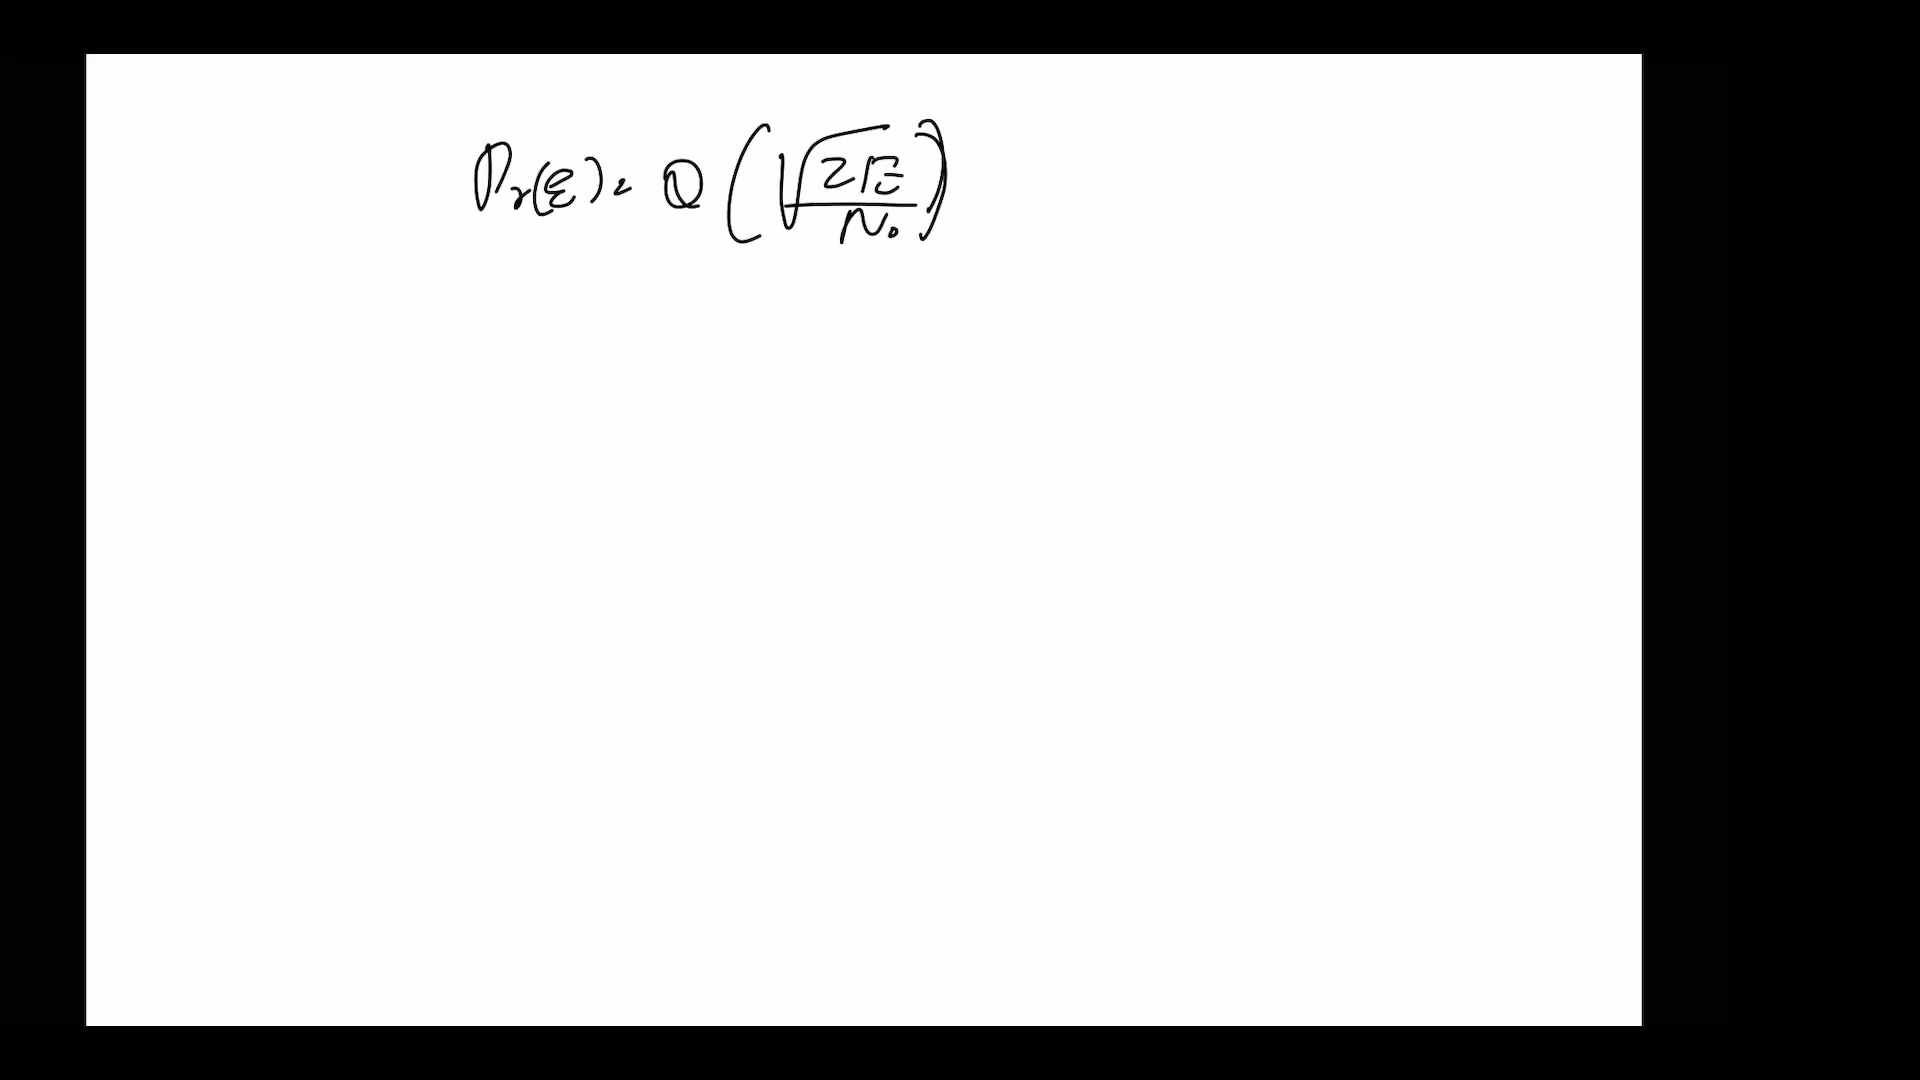 Pr(ε) = Q(√(2E/N₀))